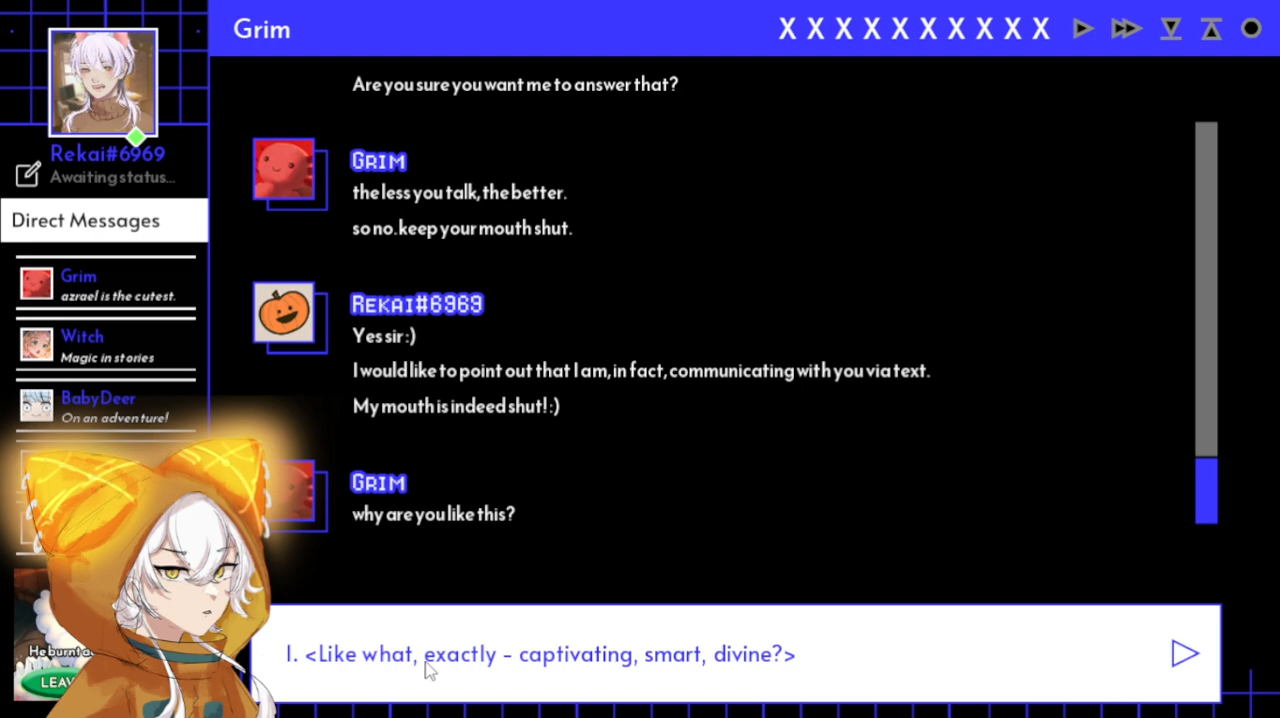 Grim
X X X X X X X X X X
Are you sure you want me to answer that?
Rekai#6969
Awaiting status...
Direct Messages
Grim
azrael is the cutest.
Witch
Magic in stories
BabyDeer
On an adventure!
GRIM
the less you talk, the better.
so no. keep your mouth shut.
REKAI#6969
Yes sir :)
I would like to point out that I am, in fact, communicating with you via text.
My mouth is indeed shut! :)
GRIM
why are you like this?
He burnt
LEAV
1. <Like what, exactly - captivating, smart, divine?>